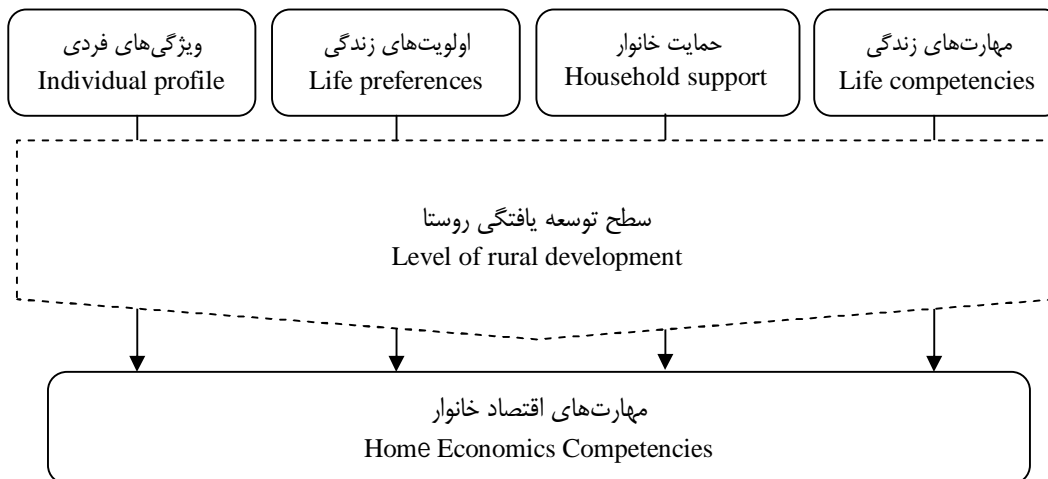 ویژگی‌های فردی
Individual profile
اولویت‌های زندگی
Life preferences
حمایت خانوار
Household support
مهارت‌های زندگی
Life competencies
سطح توسعه یافتگی روستا
Level of rural development
مهارت‌های اقتصاد خانوار
Home Economics Competencies